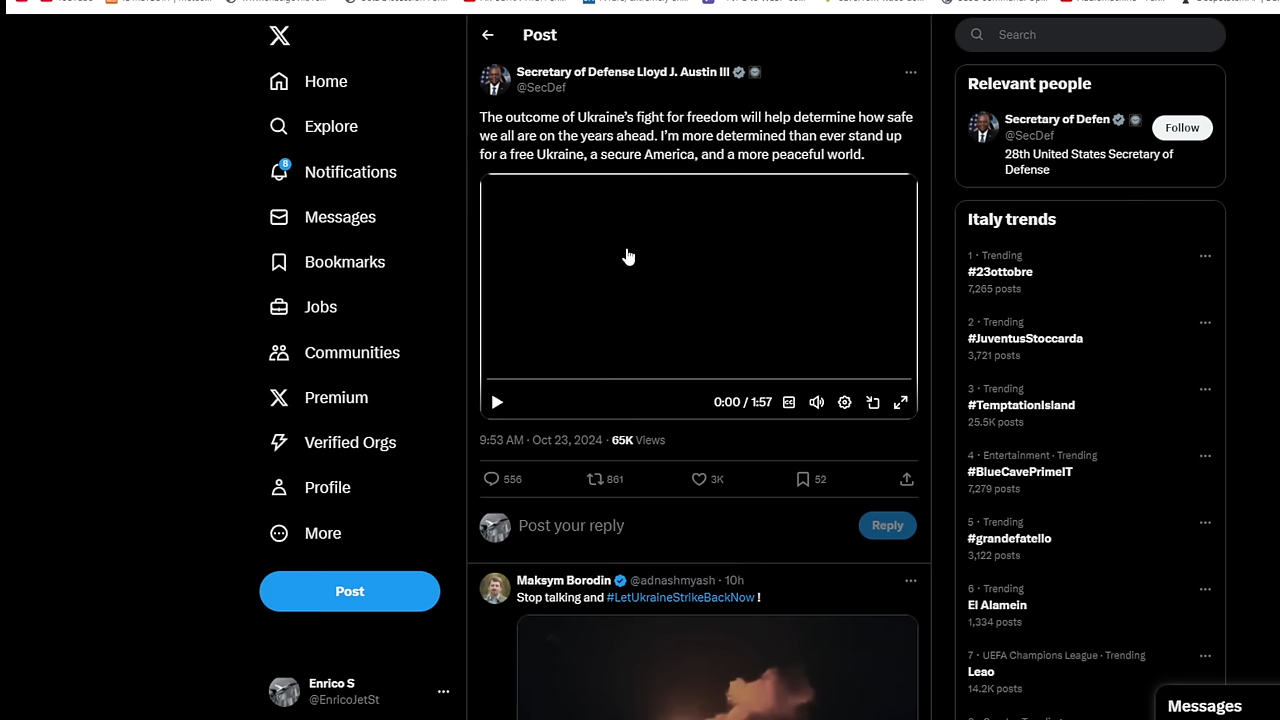 Post
Home
Explore
8
Notifications
Messages
Bookmarks
Jobs
Communities
Premium
Verified Orgs
Profile
More
Post
Enrico S
@EnricoJetSt
Secretary of Defense Lloyd J. Austin III
@SecDef
The outcome of Ukraine's fight for freedom will help determine how safe
we all are on the years ahead. I'm more determined than ever stand up
for a free Ukraine, a secure America, and a more peaceful world.
0:00 / 1:57
9:53 AM · Oct 23, 2024 · 65K Views
556 861 3K 52
Post your reply
Reply
Maksym Borodin @adnashmyash · 10h
Stop talking and #LetUkraineStrikeBackNow !
Search
Relevant people
Secretary of Defen
@SecDef
Follow
28th United States Secretary of
Defense
Italy trends
1 · Trending
#23ottobre
7,265 posts
2 · Trending
#JuventusStoccarda
3,721 posts
3 · Trending
#TemptationIsland
25.5K posts
4 · Entertainment · Trending
#BlueCavePrimeIT
7,279 posts
5 · Trending
#grandefatello
3,122 posts
6 · Trending
El Alamein
1,334 posts
7 · UEFA Champions League · Trending
Leao
14.2K posts
Messages